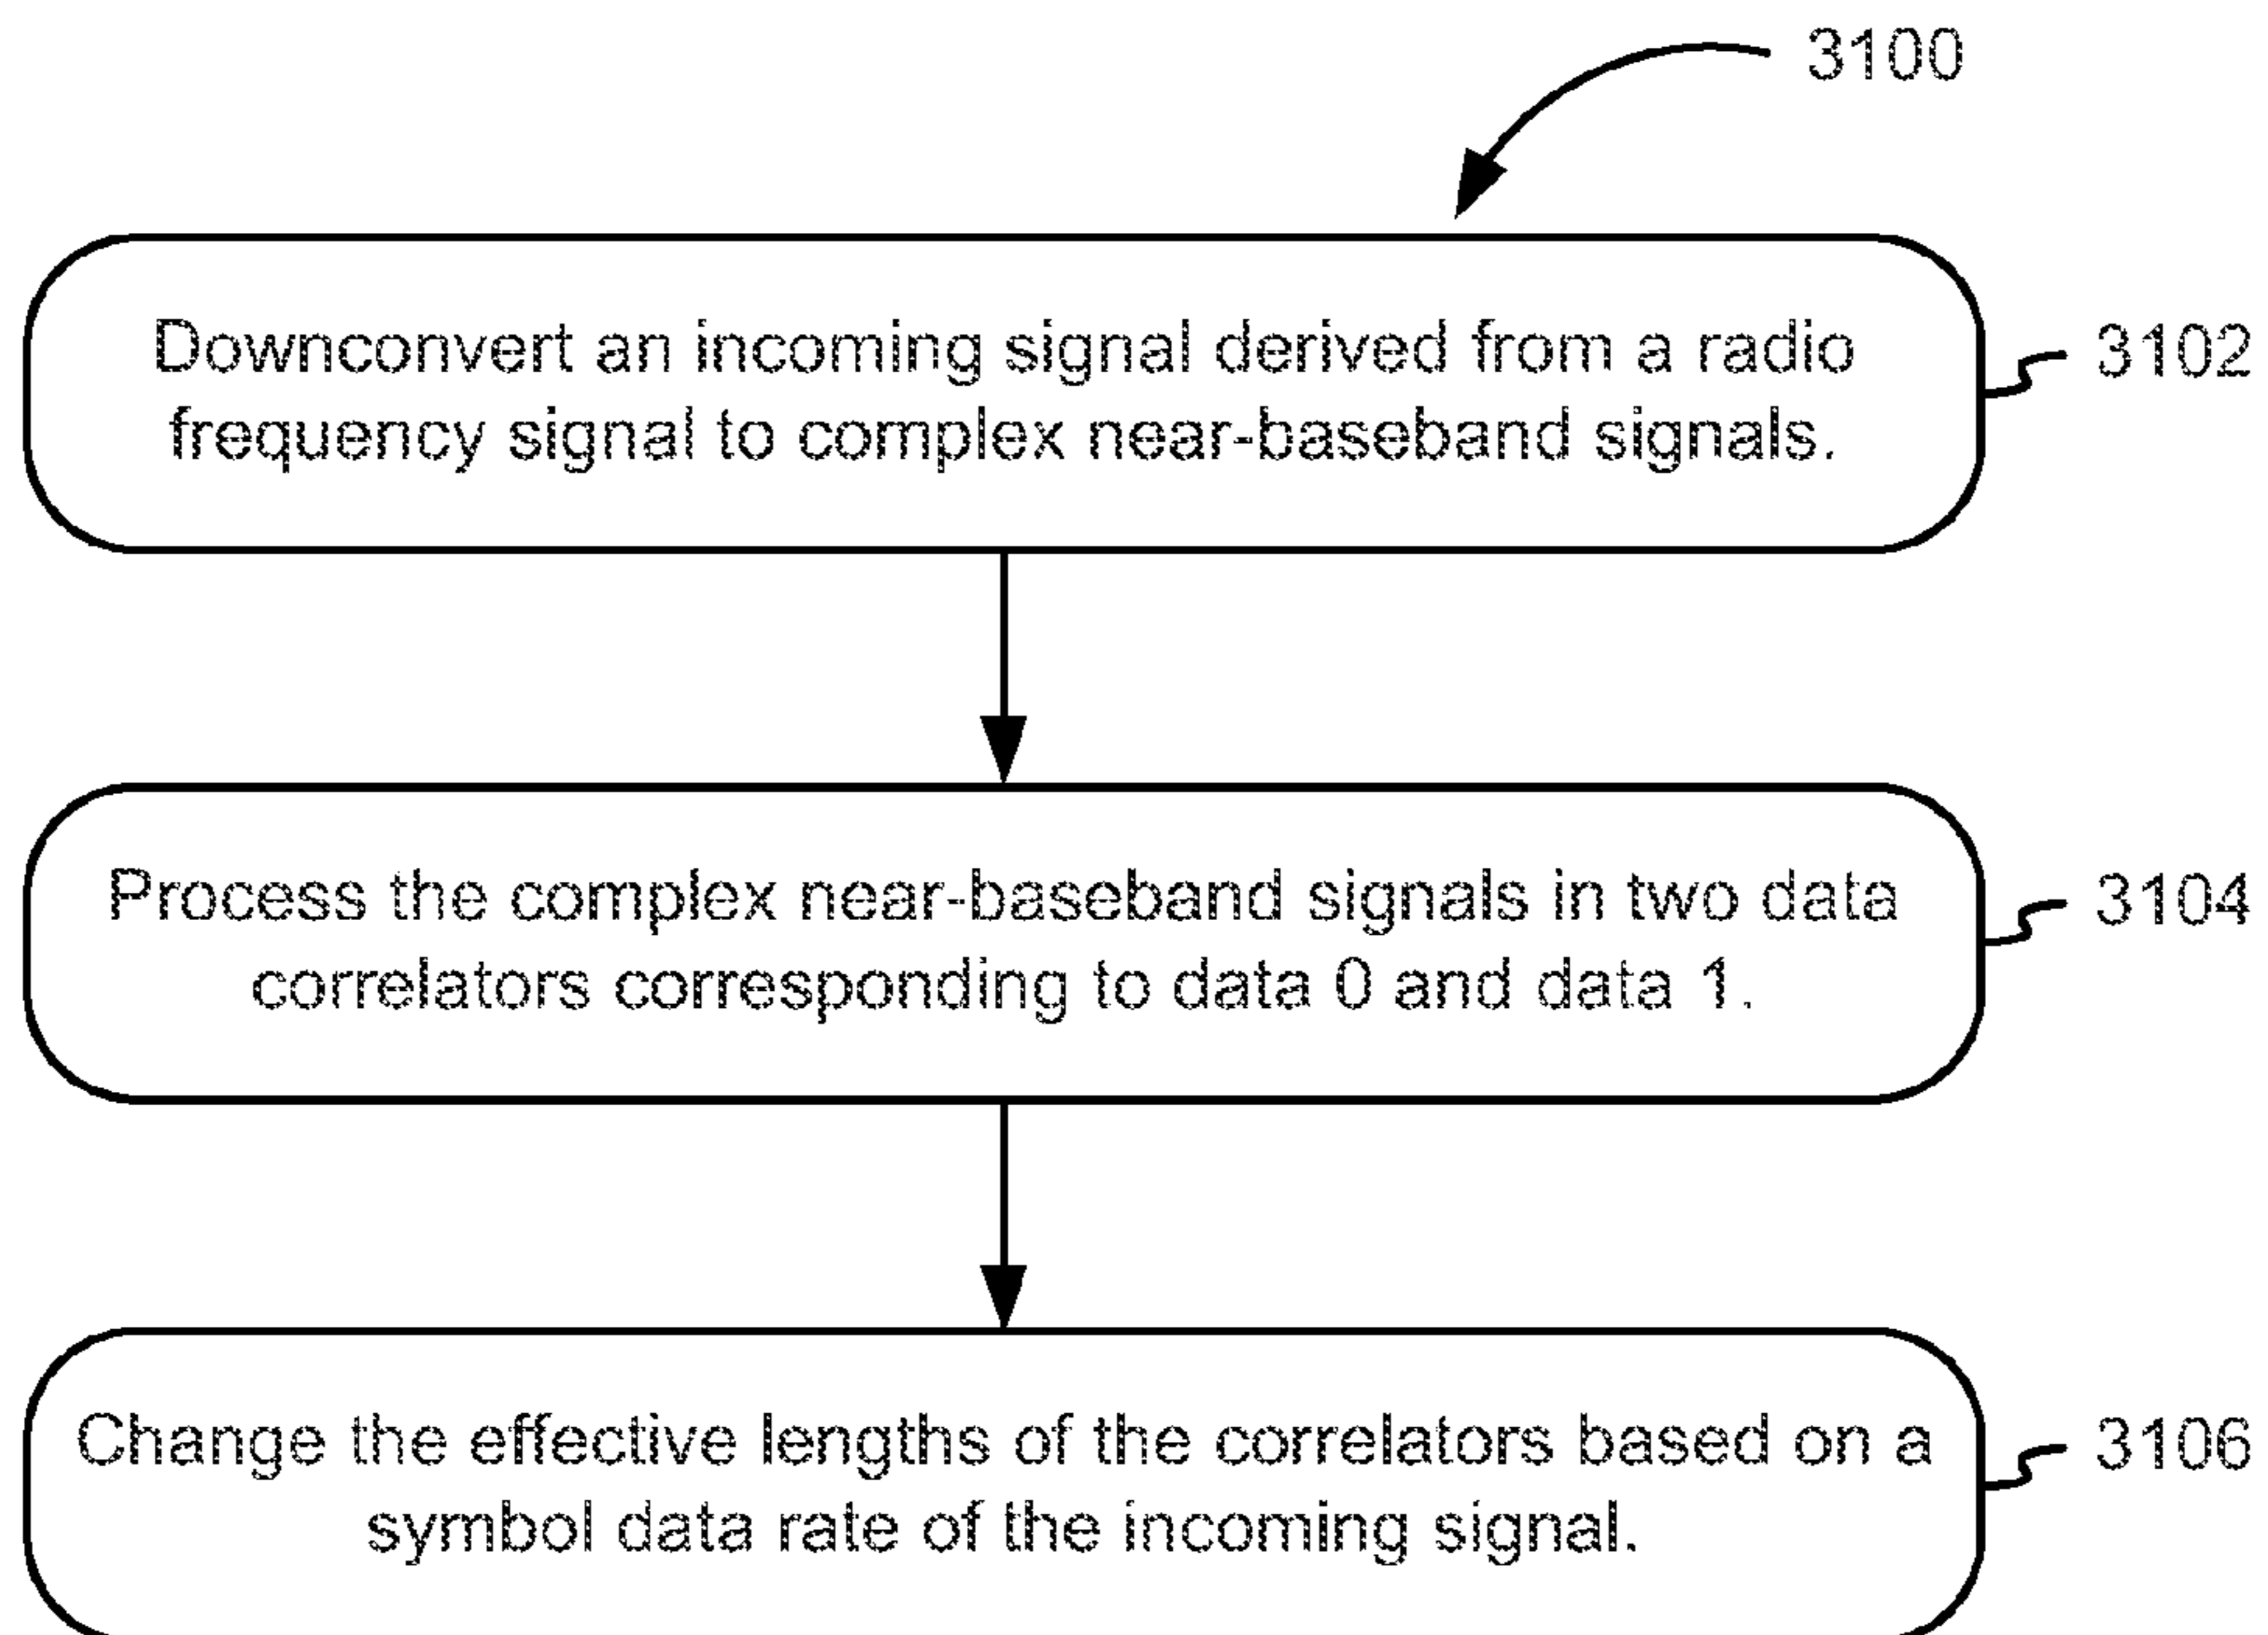 3100
Downconvert an incoming signal derived from a radio
frequency signal to complex near-baseband signals.
3102
Process the complex near-baseband signals in two data
correlators corresponding to data 0 and data 1.
3104
Change the effective lengths of the correlators based on a
symbol data rate of the incoming signal.
3106